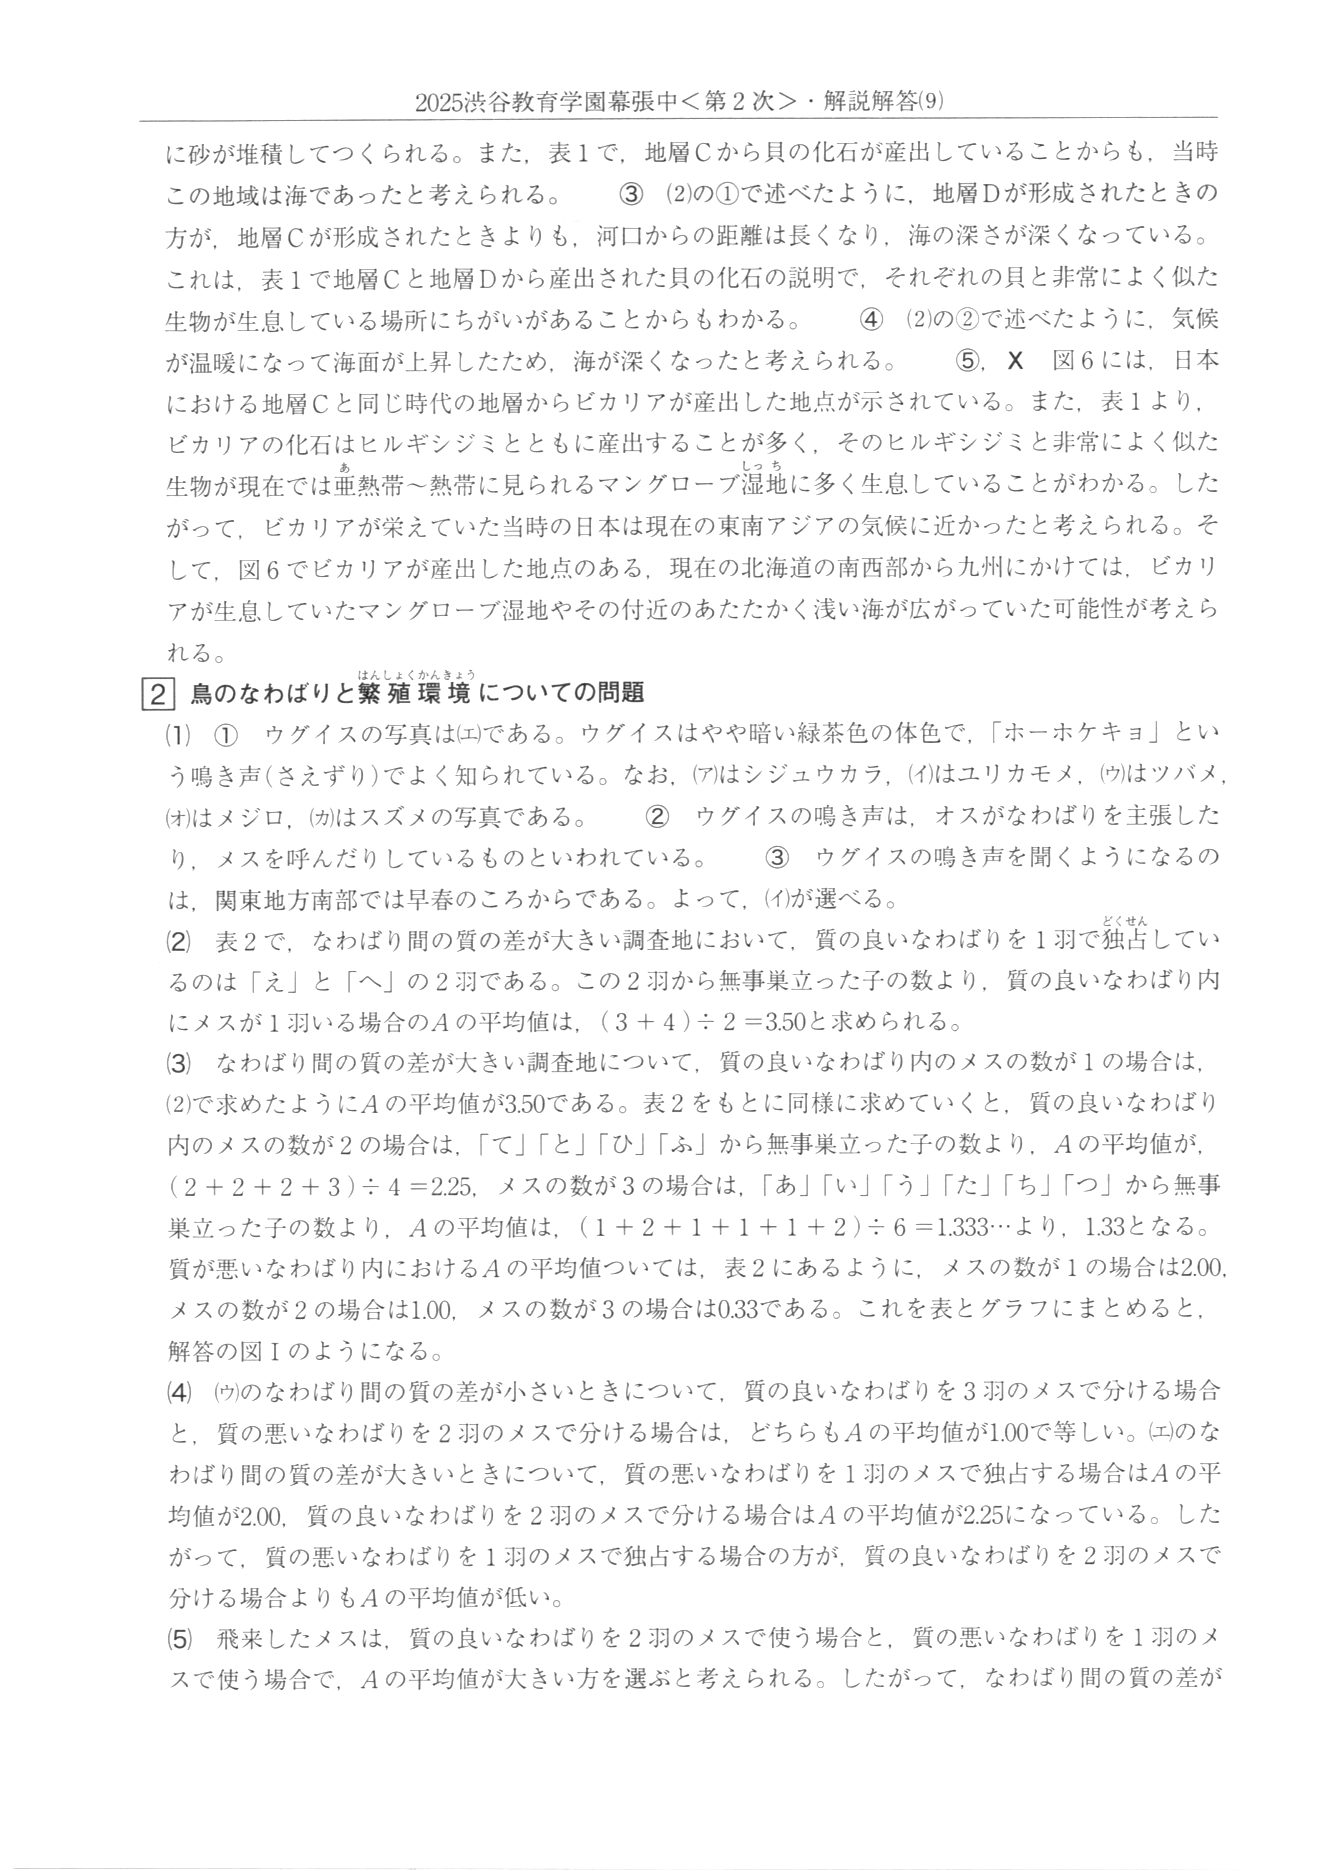 2025渋谷教育学園幕張中＜第２次＞・解説解答⑼
に砂が堆積してつくられる。また，表１で，地層Ｃから貝の化石が産出していることからも，当時
この地域は海であったと考えられる。　　③　⑵の①で述べたように，地層Ｄが形成されたときの
方が，地層Ｃが形成されたときよりも，河口からの距離は長くなり，海の深さが深くなっている。
これは，表１で地層Ｃと地層Ｄから産出された貝の化石の説明で，それぞれの貝と非常によく似た
生物が生息している場所にちがいがあることからもわかる。　　④　⑵の②で述べたように，気候
が温暖になって海面が上昇したため，海が深くなったと考えられる。　　⑤，Ｘ　図６には，日本
における地層Ｃと同じ時代の地層からビカリアが産出した地点が示されている。また，表１より，
ビカリアの化石はヒルギシジミとともに産出することが多く，そのヒルギシジミと非常によく似た
あ　しっち
生物が現在では亜熱帯～熱帯に見られるマングローブ湿地に多く生息していることがわかる。した
がって，ビカリアが栄えていた当時の日本は現在の東南アジアの気候に近かったと考えられる。そ
して，図６でビカリアが産出した地点のある，現在の北海道の南西部から九州にかけては，ビカリ
アが生息していたマングローブ湿地やその付近のあたたかく浅い海が広がっていた可能性が考えら
れる。
はんしょくかんきょう
２　鳥のなわばりと繁殖環境についての問題
⑴　①　ウグイスの写真は㈓である。ウグイスはやや暗い緑茶色の体色で，「ホーホケキョ」とい
う鳴き声(さえずり)でよく知られている。なお，(ア)はシジュウカラ，(イ)はユリカモメ，(ウ)はツバメ，
(オ)はメジロ，(カ)はスズメの写真である。　　②　ウグイスの鳴き声は，オスがなわばりを主張した
り，メスを呼んだりしているものといわれている。　　③　ウグイスの鳴き声を聞くようになるの
は，関東地方南部では早春のころからである。よって，(イ)が選べる。
どくせん
⑵　表２で，なわばり間の質の差が大きい調査地において，質の良いなわばりを１羽で独占してい
るのは「え」と「へ」の２羽である。この２羽から無事巣立った子の数より，質の良いなわばり内
にメスが１羽いる場合のAの平均値は，(３＋４)÷２＝3.50と求められる。
⑶　なわばり間の質の差が大きい調査地について，質の良いなわばり内のメスの数が１の場合は，
⑵で求めたようにAの平均値が3.50である。表２をもとに同様に求めていくと，質の良いなわばり
内のメスの数が２の場合は，「て」「と」「ひ」「ふ」から無事巣立った子の数より，Aの平均値が，
(２＋２＋２＋３)÷４＝2.25，メスの数が３の場合は，「あ」「い」「う」「た」「ち」「つ」から無事
巣立った子の数より，Aの平均値は，(１＋２＋１＋１＋１＋２)÷６＝1.333…より，1.33となる。
質が悪いなわばり内におけるAの平均値ついては，表２にあるように，メスの数が１の場合は2.00，
メスの数が２の場合は1.00，メスの数が３の場合は0.33である。これを表とグラフにまとめると，
解答の図Ⅰのようになる。
⑷　(ウ)のなわばり間の質の差が小さいときについて，質の良いなわばりを３羽のメスで分ける場合
と，質の悪いなわばりを２羽のメスで分ける場合は，どちらもAの平均値が1.00で等しい。(エ)のな
わばり間の質の差が大きいときについて，質の悪いなわばりを１羽のメスで独占する場合はAの平
均値が2.00，質の良いなわばりを２羽のメスで分ける場合はAの平均値が2.25になっている。した
がって，質の悪いなわばりを１羽のメスで独占する場合の方が，質の良いなわばりを２羽のメスで
分ける場合よりもAの平均値が低い。
⑸　飛来したメスは，質の良いなわばりを２羽のメスで使う場合と，質の悪いなわばりを１羽のメ
スで使う場合で，Aの平均値が大きい方を選ぶと考えられる。したがって，なわばり間の質の差が